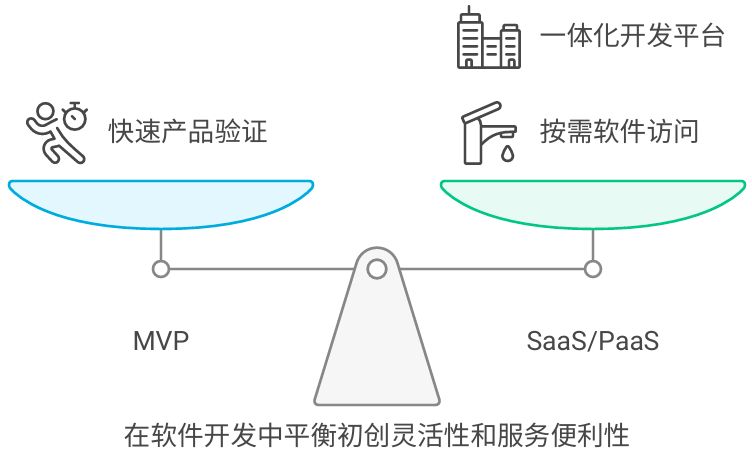 一体化开发平台
快速产品验证
按需软件访问
MVP
SaaS/PaaS
在软件开发中平衡初创灵活性和服务便利性